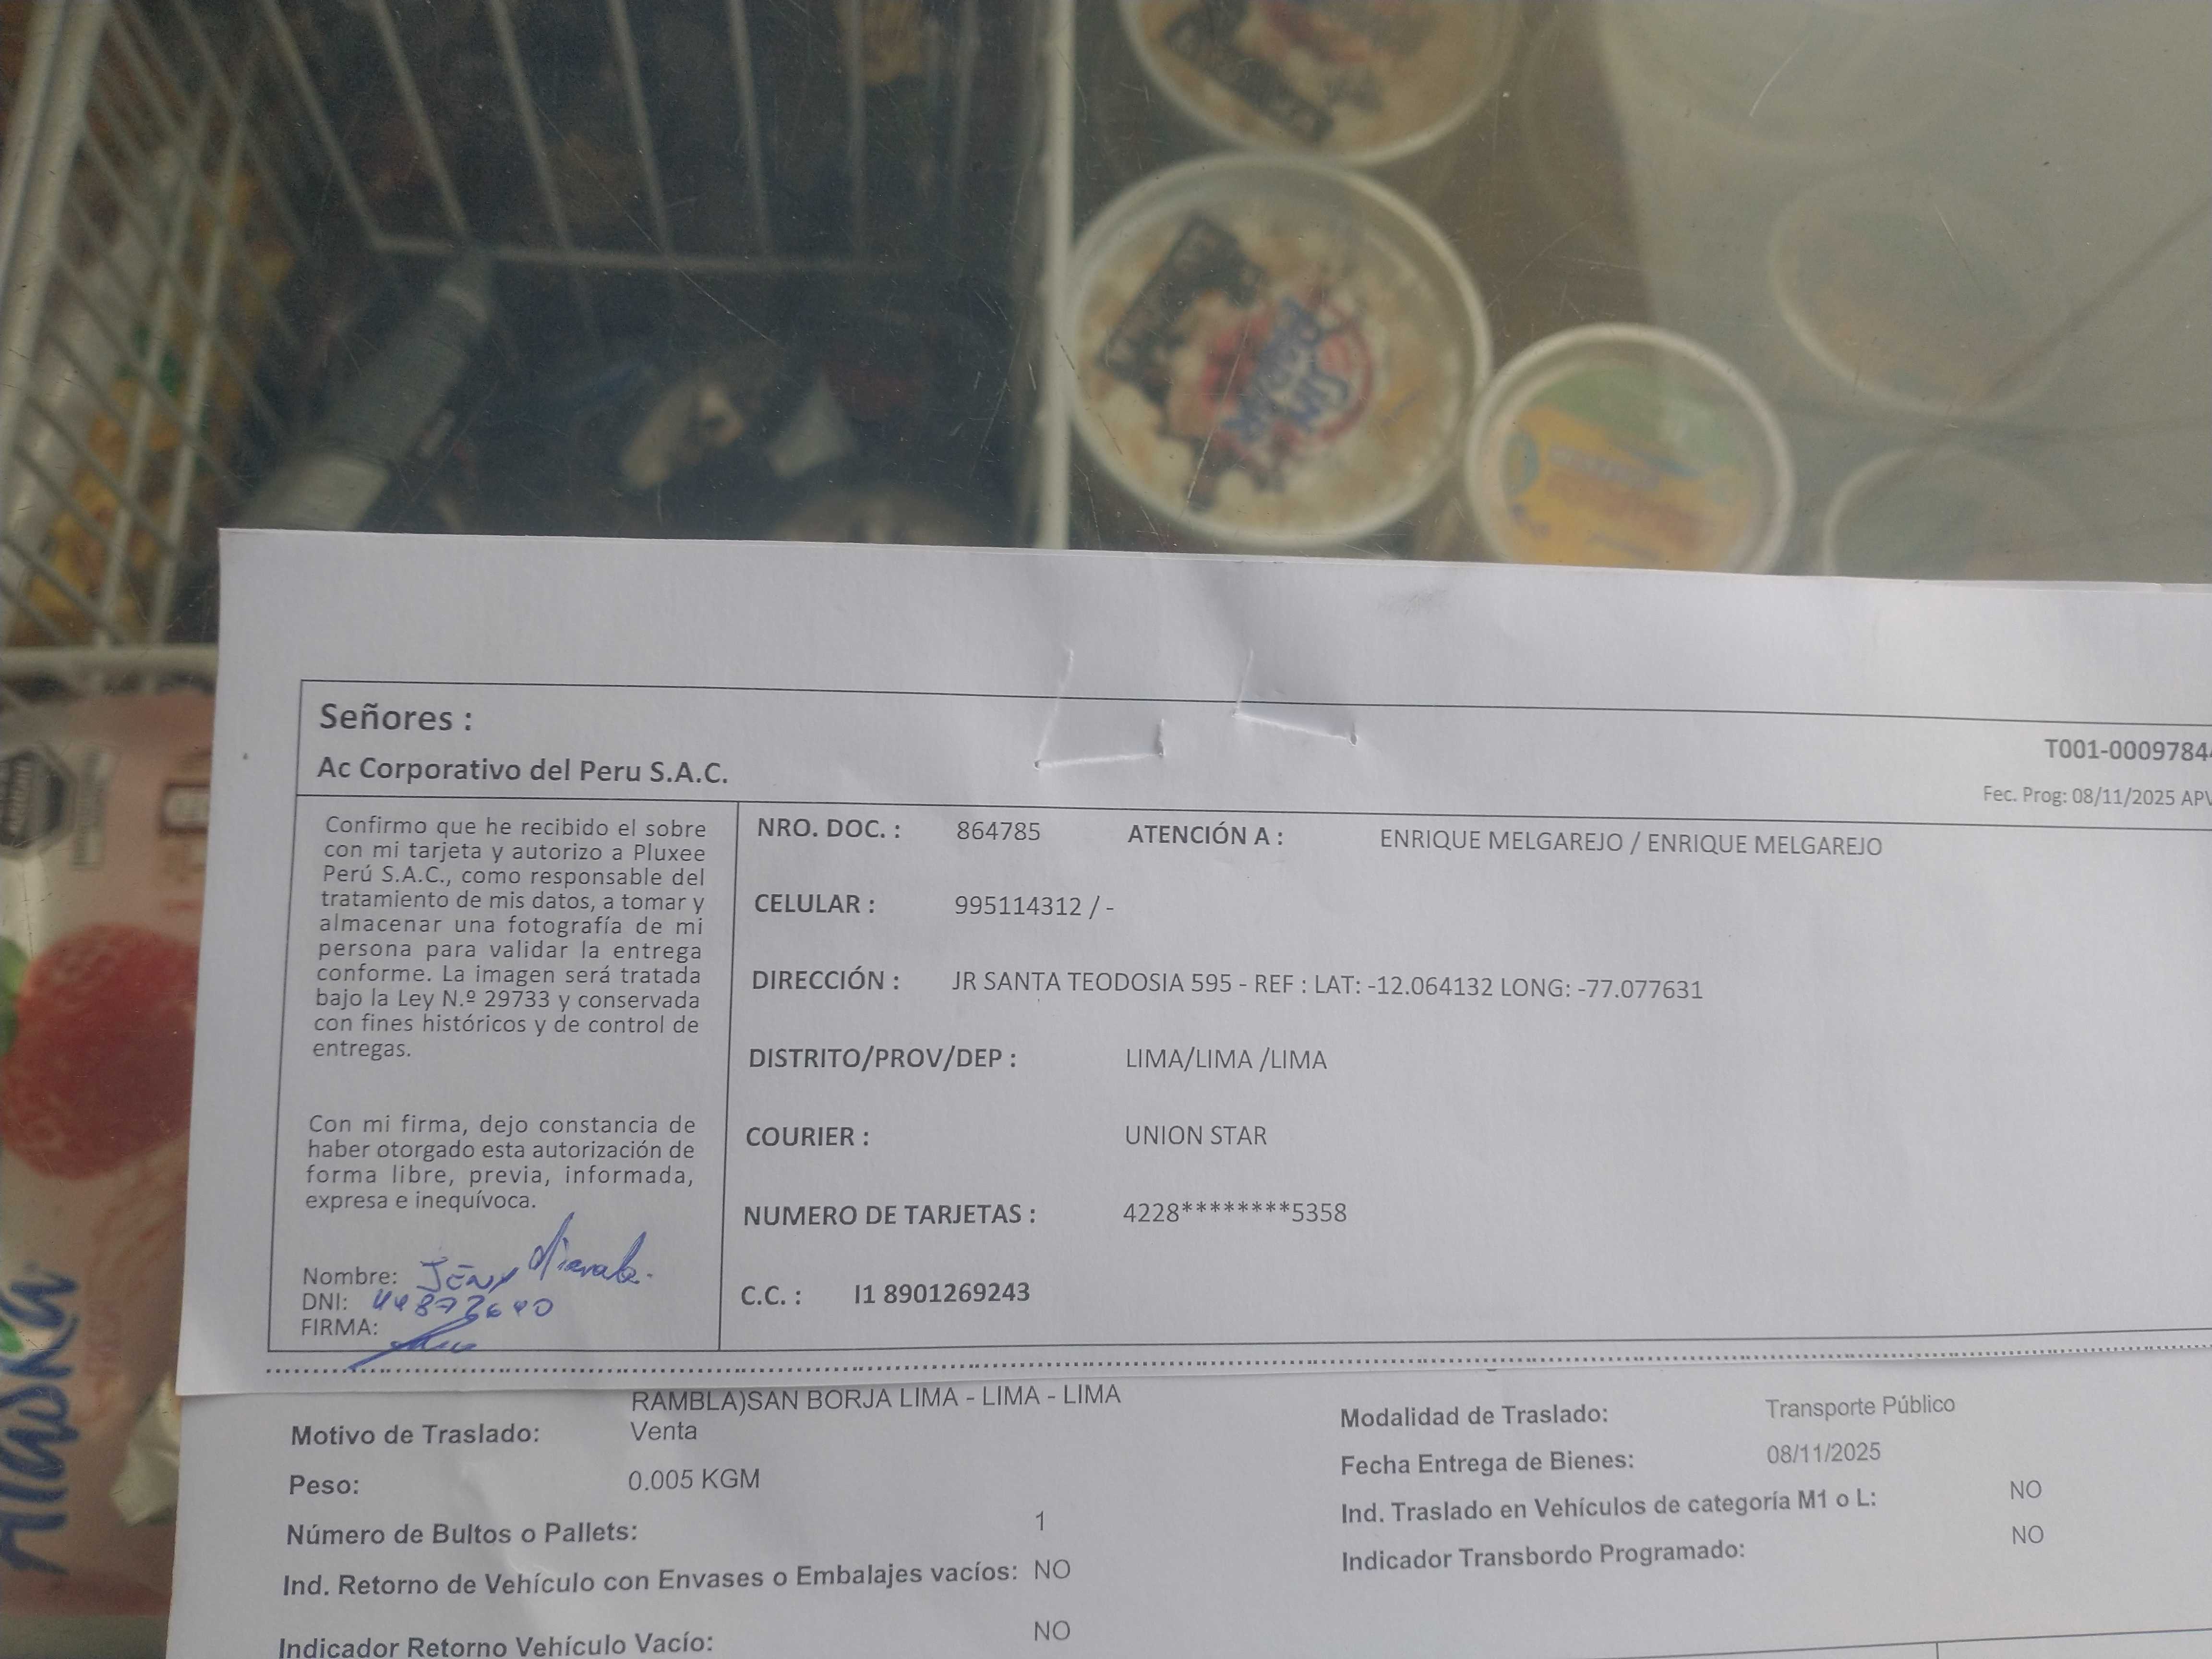 Señores :
Ac Corporativo del Peru S.A.C.
T001-0009784
Fec. Prog: 08/11/2025
Confirmo que he recibido el sobre
con mi tarjeta y autorizo a Pluxee
Perú S.A.C., como responsable del
tratamiento de mis datos, a tomar y
almacenar una fotografía de mi
persona para validar la entrega
conforme. La imagen será tratada
bajo la Ley N.º 29733 y conservada
con fines históricos y de control de
entregas.
Con mi firma, dejo constancia de
haber otorgado esta autorización de
forma libre, previa, informada,
expresa e inequívoca.
Nombre: Jeny
DNI:
FIRMA:
NRO. DOC. : 864785 ATENCIÓN A : ENRIQUE MELGAREJO / ENRIQUE MELGAREJO
CELULAR : 995114312 / -
DIRECCIÓN : JR SANTA TEODOSIA 595 - REF : LAT: -12.064132 LONG: -77.077631
DISTRITO/PROV/DEP : LIMA/LIMA /LIMA
COURIER : UNION STAR
NUMERO DE TARJETAS : 4228********5358
C.C. : I1 8901269243
RAMBLA)SAN BORJA LIMA - LIMA - LIMA
Motivo de Traslado: Venta
Peso: 0.005 KGM
Número de Bultos o Pallets: 1
Ind. Retorno de Vehículo con Envases o Embalajes vacíos: NO
Indicador Retorno Vehículo Vacío: NO
Modalidad de Traslado: Transporte Público
Fecha Entrega de Bienes: 08/11/2025
Ind. Traslado en Vehículos de categoría M1 o L: NO
Indicador Transbordo Programado: NO
Alaska